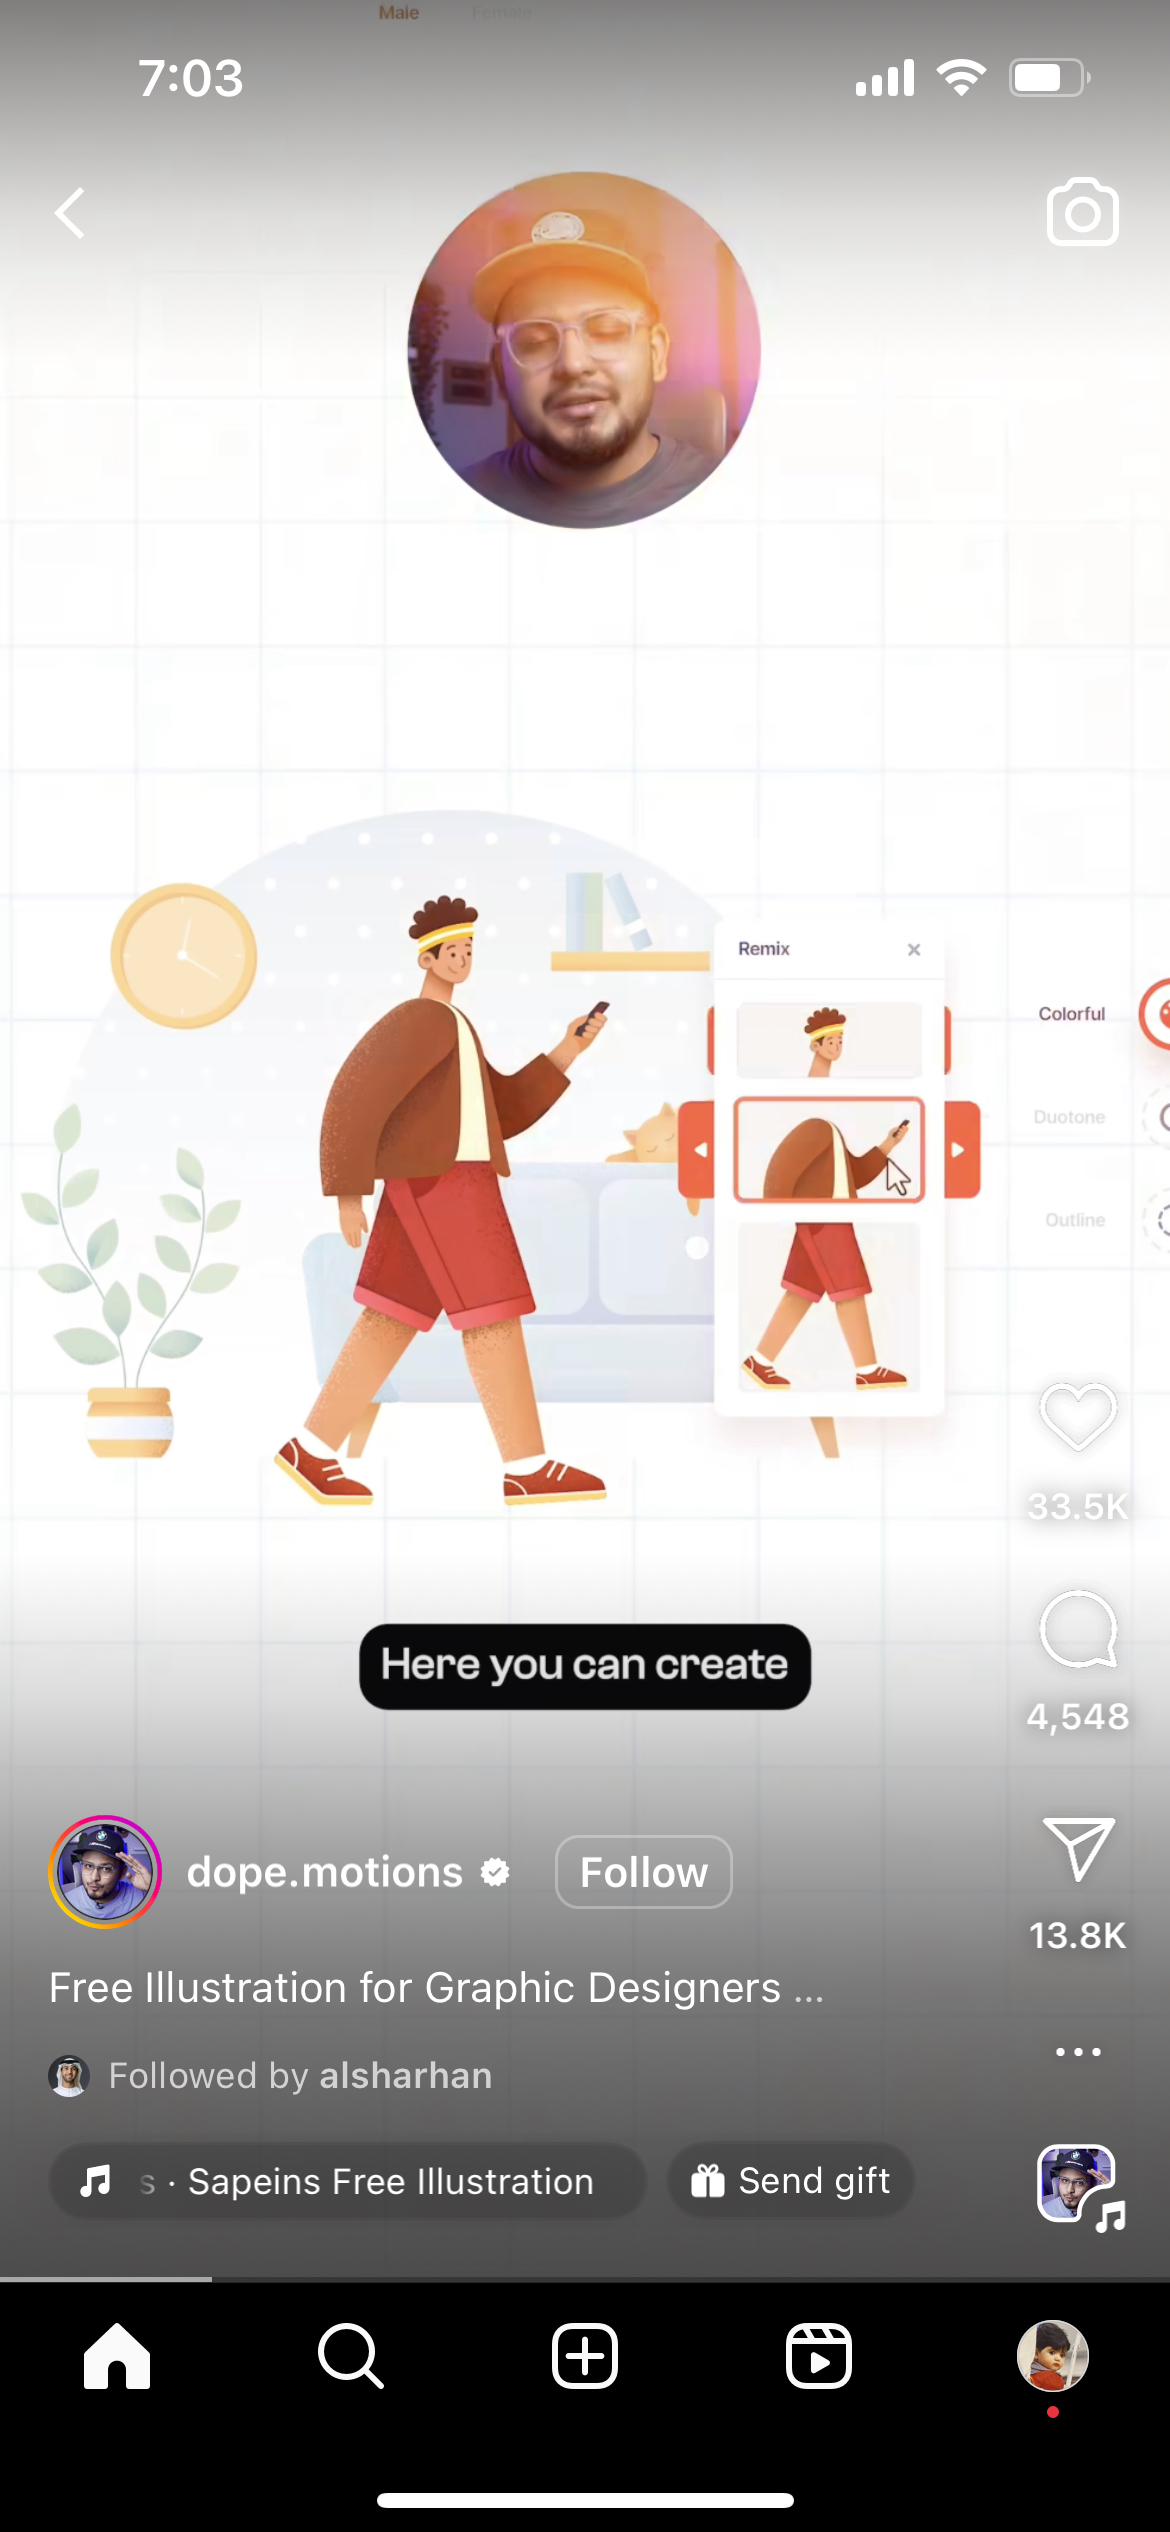 Male Female
7:03
Remix
Colorful
Duotone
Outline
33.5K
Here you can create
4,548
dope.motions
Follow
13.8K
Free Illustration for Graphic Designers ...
Followed by alsharhan
s · Sapeins Free Illustration
Send gift